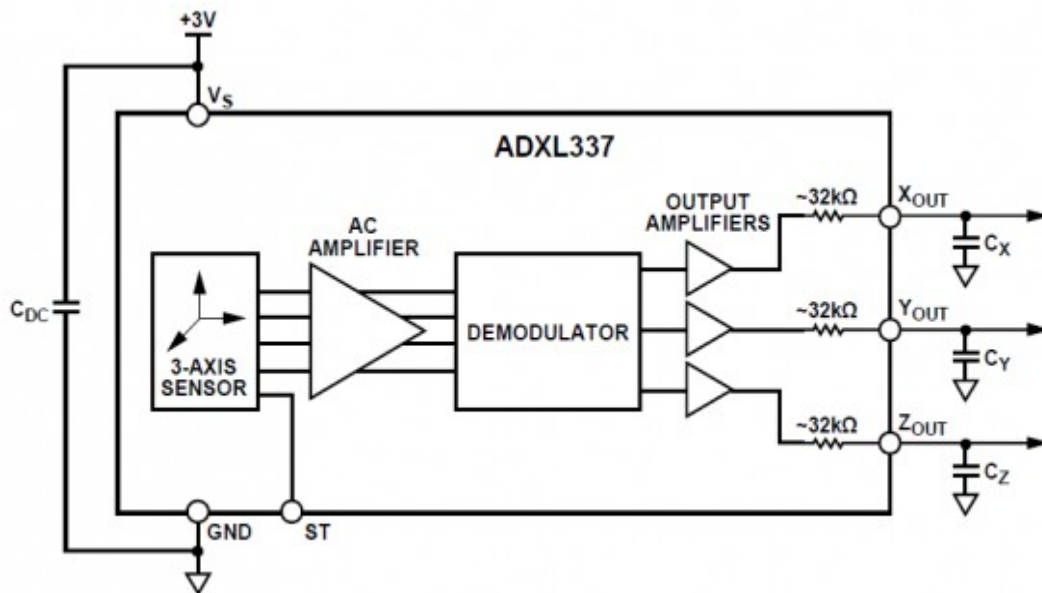 +3V
VS
ADXL337
AC
AMPLIFIER
OUTPUT
AMPLIFIERS
~32kΩ
XOUT
CX
CDC
3-AXIS
SENSOR
DEMODULATOR
~32kΩ
YOUT
CY
~32kΩ
ZOUT
CZ
GND
ST